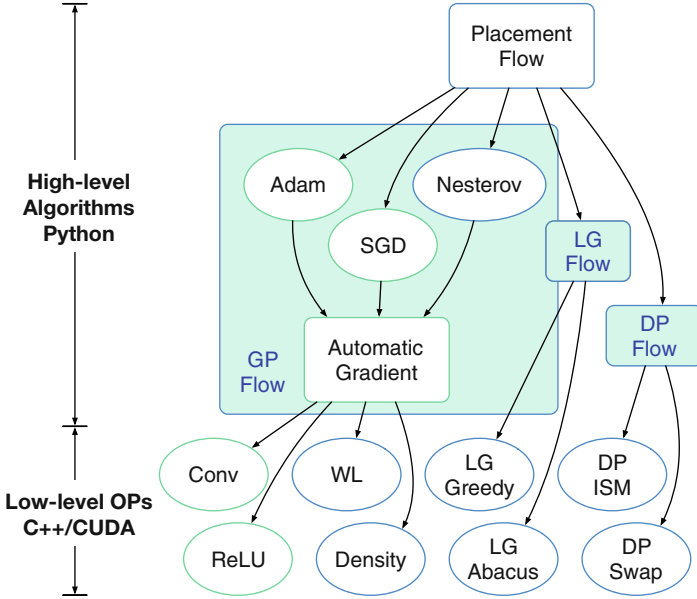 Placement
Flow
High-level
Algorithms
Python
Adam
Nesterov
SGD
LG
Flow
Automatic
Gradient
GP
Flow
DP
Flow
Low-level OPs
C++/CUDA
Conv
WL
LG
Greedy
DP
ISM
ReLU
Density
LG
Abacus
DP
Swap